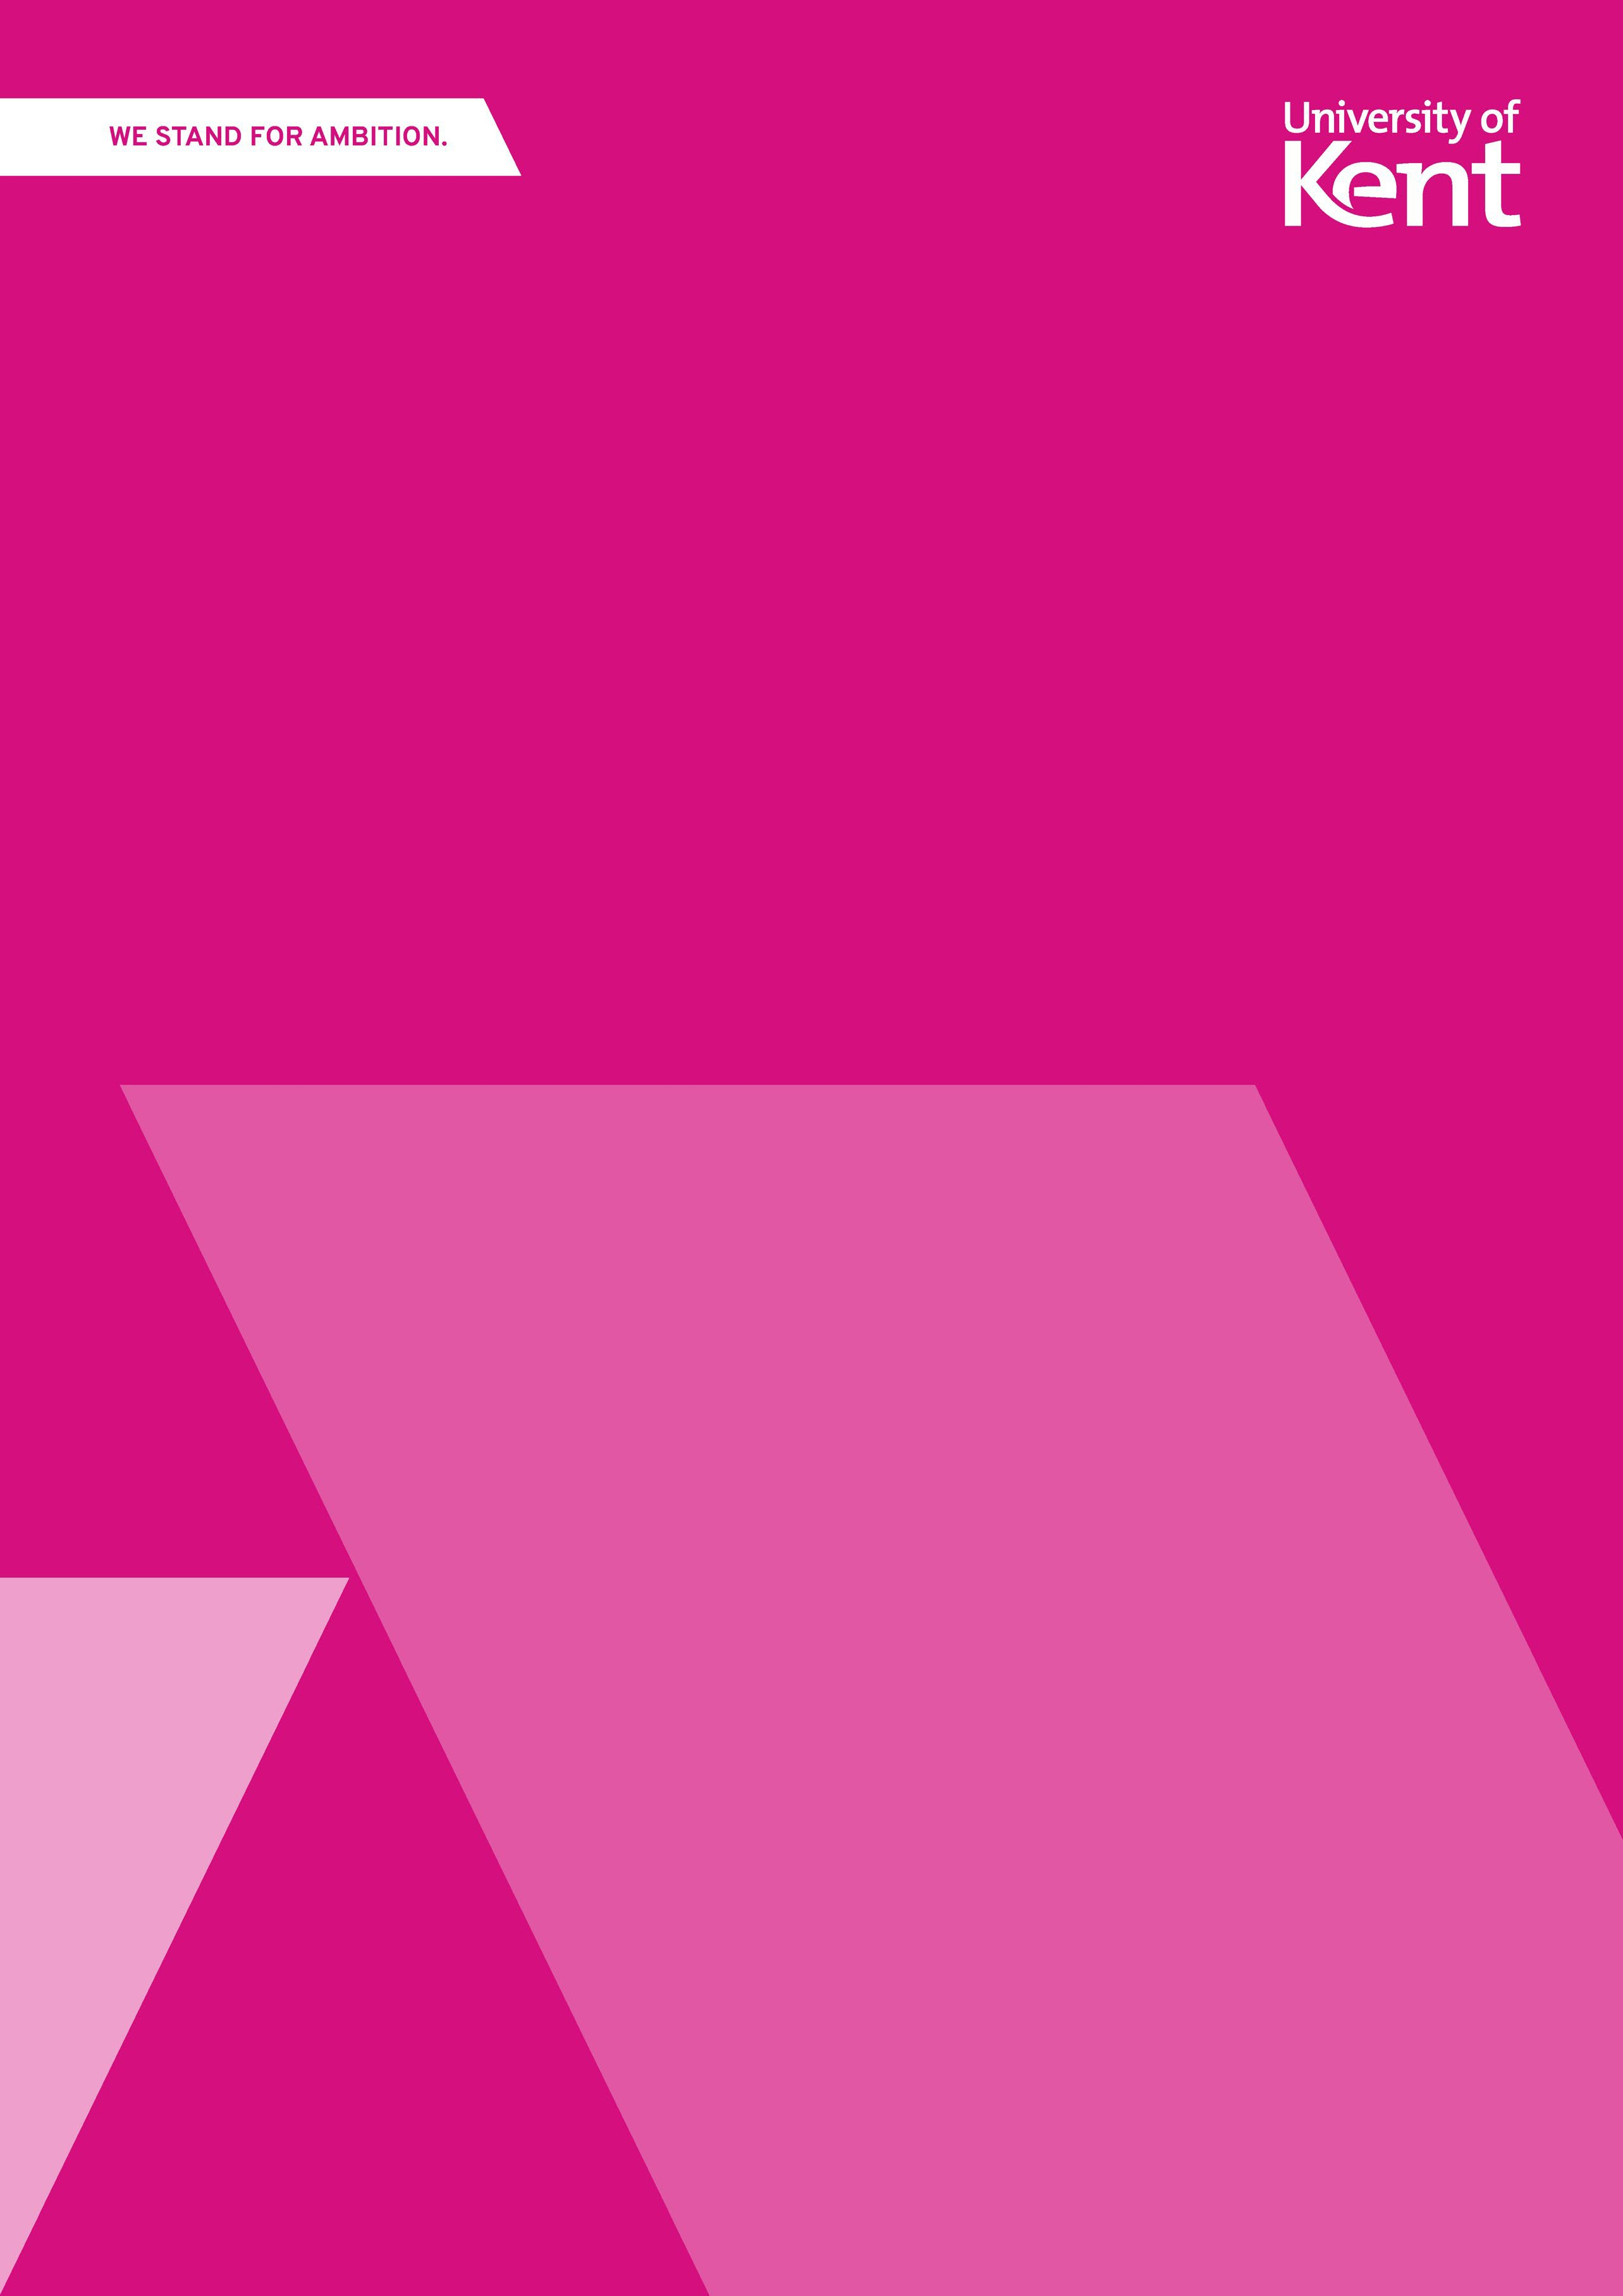 WE STAND FOR AMBITION.
University of
Kent